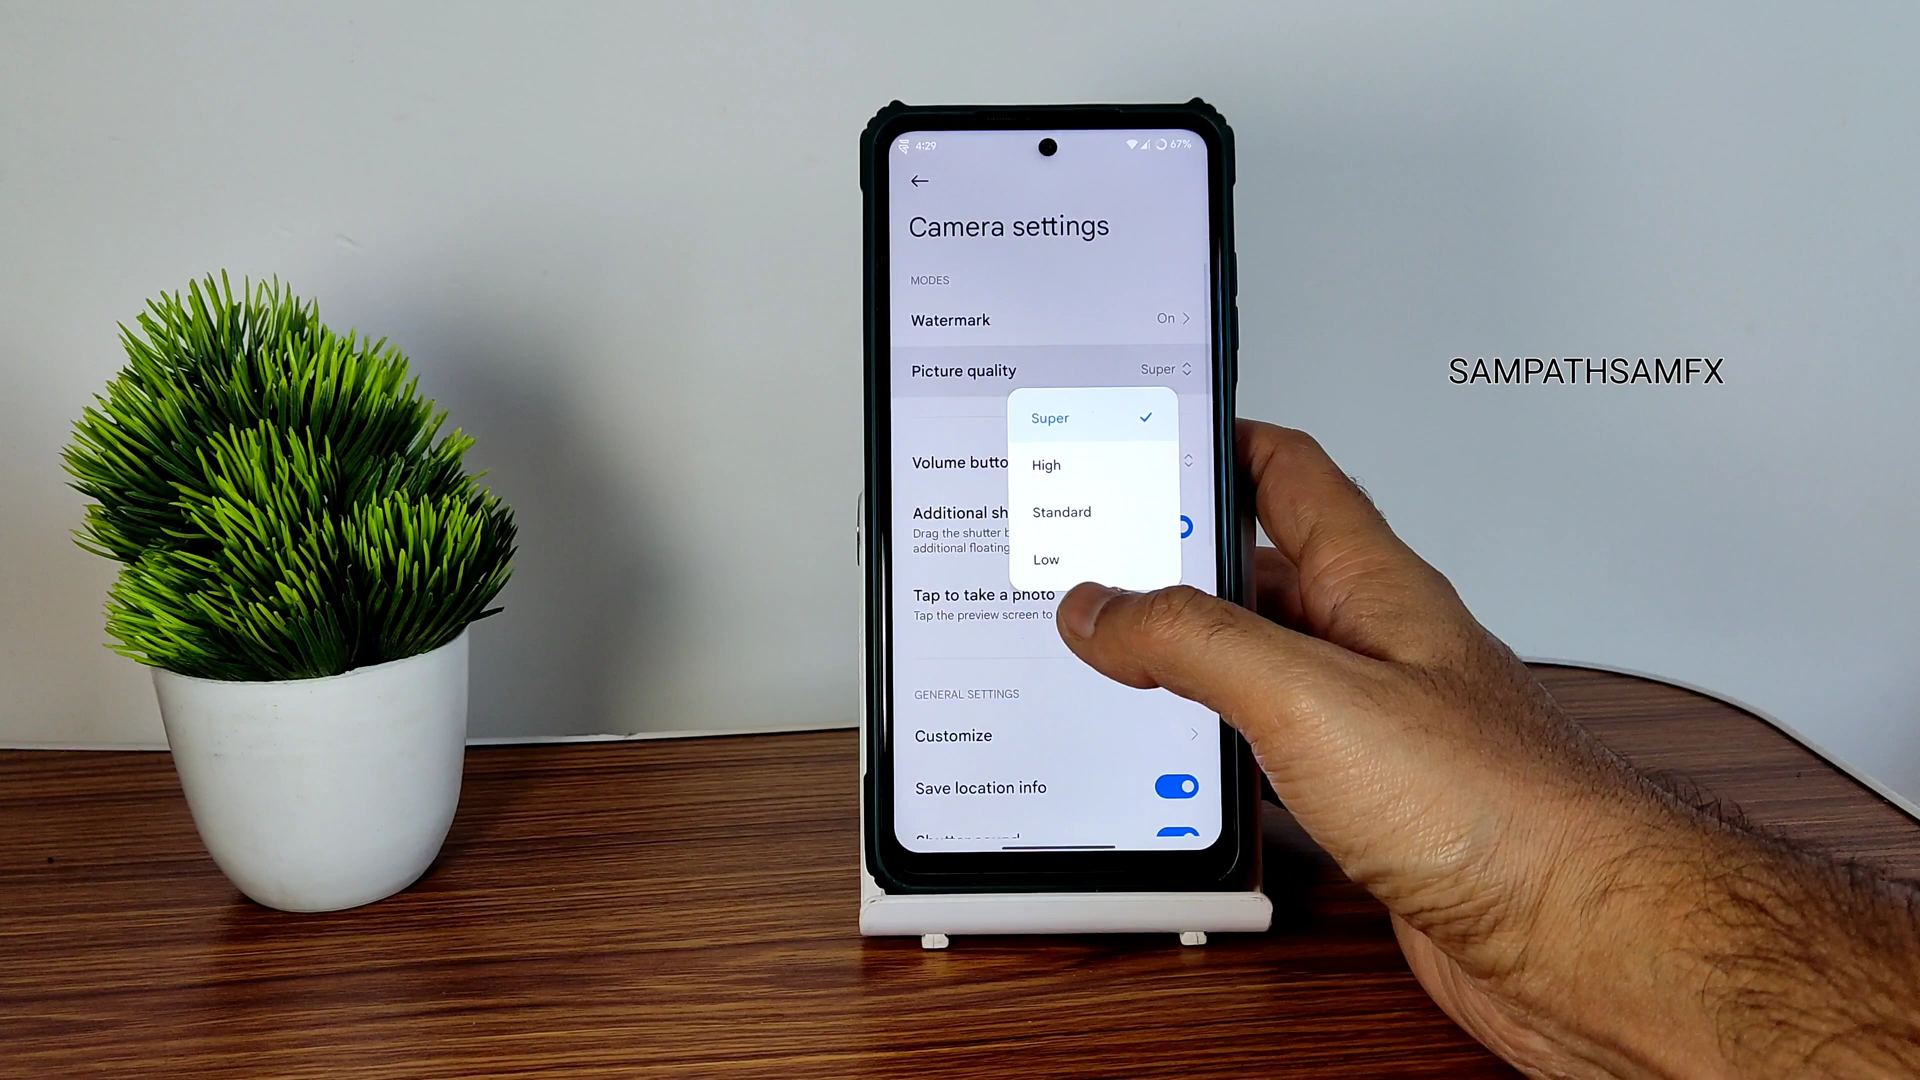 4:29
67%
Camera settings
MODES
Watermark On
Picture quality Super
Super
High
Standard
Low
Volume butto
Additional sh
Drag the shutter b
additional floating
Tap to take a photo
Tap the preview screen to
GENERAL SETTINGS
Customize
Save location info
SAMPATHSAMFX